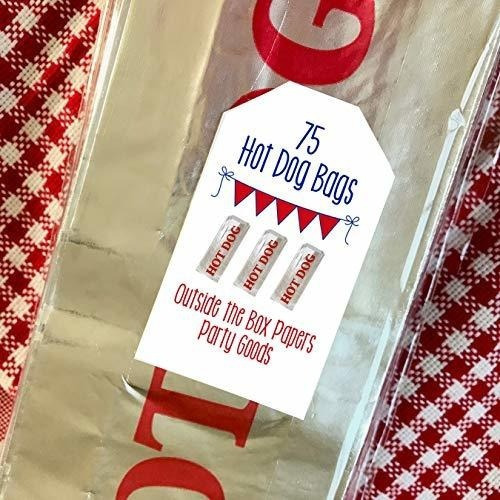 75
Hot Dog Bags
HOT DOG HOT DOG HOT DOG
Outside the Box Papers
Party Goods